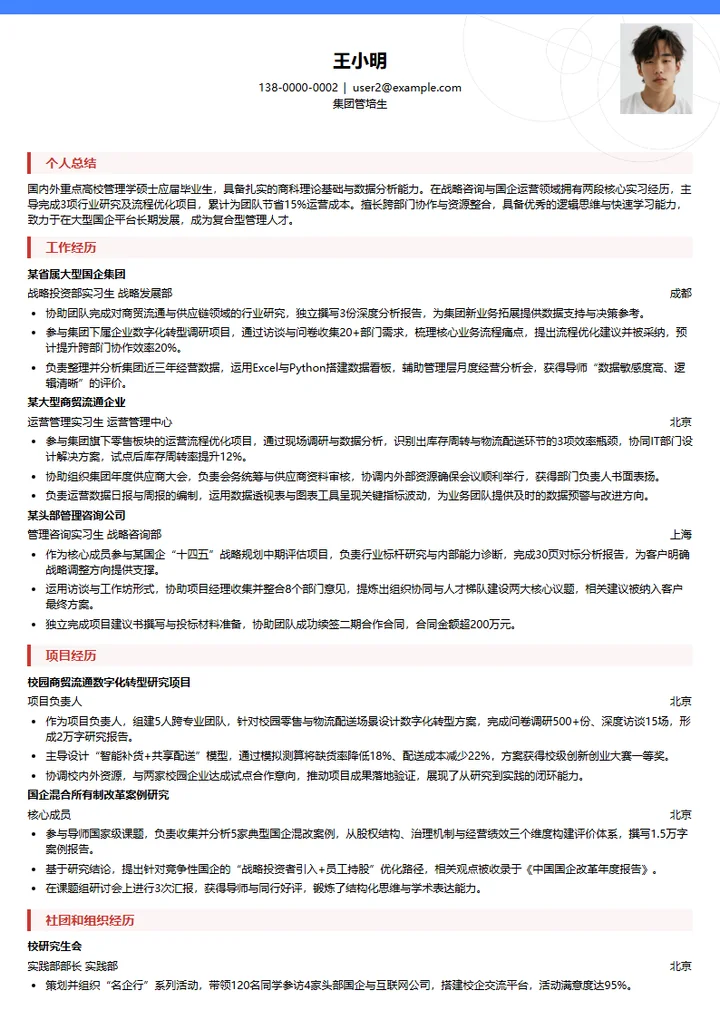 王小明
138-0000-0002 | user2@example.com
集团管培生
个人总结
国内外重点高校管理学硕士应届毕业生，具备扎实的商科理论基础与数据分析能力。在战略咨询与国企运营领域拥有两段核心实习经历，主
导完成3项行业研究及流程优化项目，累计为团队节省15%运营成本。擅长跨部门协作与资源整合，具备优秀的逻辑思维与快速学习能力，
致力于在大型国企平台长期发展，成为复合型管理人才。
工作经历
某省属大型国企集团
战略投资部实习生 战略发展部 成都
• 协助团队完成对商贸流通与供应链领域的行业研究，独立撰写3份深度分析报告，为集团新业务拓展提供数据支持与决策参考。
• 参与集团下属企业数字化转型调研项目，通过访谈与问卷收集20+部门需求，梳理核心业务流程痛点，提出流程优化建议并被采纳，预
计提升跨部门协作效率20%。
• 负责整理并分析集团近三年经营数据，运用Excel与Python搭建数据看板，辅助管理层月度经营分析会，获得导师“数据敏感度高、逻
辑清晰”的评价。
某大型商贸流通企业
运营管理实习生 运营管理中心 北京
• 参与集团旗下零售板块的运营流程优化项目，通过现场调研与数据分析，识别出库存周转与物流配送环节的3项效率瓶颈，协同IT部门设
计解决方案，试点后库存周转率提升12%。
• 协助组织集团年度供应商大会，负责会务统筹与供应商资料审核，协调内外部资源确保会议顺利举行，获得部门负责人书面表扬。
• 负责运营数据日报与周报的编制，运用数据透视表与图表工具呈现关键指标波动，为业务团队提供及时的数据预警与改进方向。
某头部管理咨询公司
管理咨询实习生 战略咨询部 上海
• 作为核心成员参与某国企“十四五”战略规划中期评估项目，负责行业标杆研究与内部能力诊断，完成30页对标分析报告，为客户明确
战略调整方向提供支撑。
• 运用访谈与工作坊形式，协助项目经理收集并整合8个部门意见，提炼出组织协同与人才梯队建设两大核心议题，相关建议被纳入客户
最终方案。
• 独立完成项目建议书撰写与投标材料准备，协助团队成功续签二期合作合同，合同金额超200万元。
项目经历
校园商贸流通数字化转型研究项目
项目负责人 北京
• 作为项目负责人，组建5人跨专业团队，针对校园零售与物流配送场景设计数字化转型方案，完成问卷调研500+份、深度访谈15场，形
成2万字研究报告。
• 主导设计“智能补货+共享配送”模型，通过模拟测算将缺货率降低18%、配送成本减少22%，方案获得校级创新创业大赛一等奖。
• 协调校内外资源，与两家校园企业达成试点合作意向，推动项目成果落地验证，展现了从研究到实践的闭环能力。
国企混合所有制改革案例研究
核心成员 北京
• 参与导师国家级课题，负责收集并分析5家典型国企混改案例，从股权结构、治理机制与经营绩效三个维度构建评价体系，撰写1.5万字
案例报告。
• 基于研究结论，提出针对竞争性国企的“战略投资者引入+员工持股”优化路径，相关观点被收录于《中国国企改革年度报告》。
• 在课题组研讨会上进行3次汇报，获得导师与同行好评，锻炼了结构化思维与学术表达能力。
社团和组织经历
校研究生会
实践部部长 实践部 北京
• 策划并组织“名企行”系列活动，带领120名同学参访4家头部国企与互联网公司，搭建校企交流平台，活动满意度达95%。